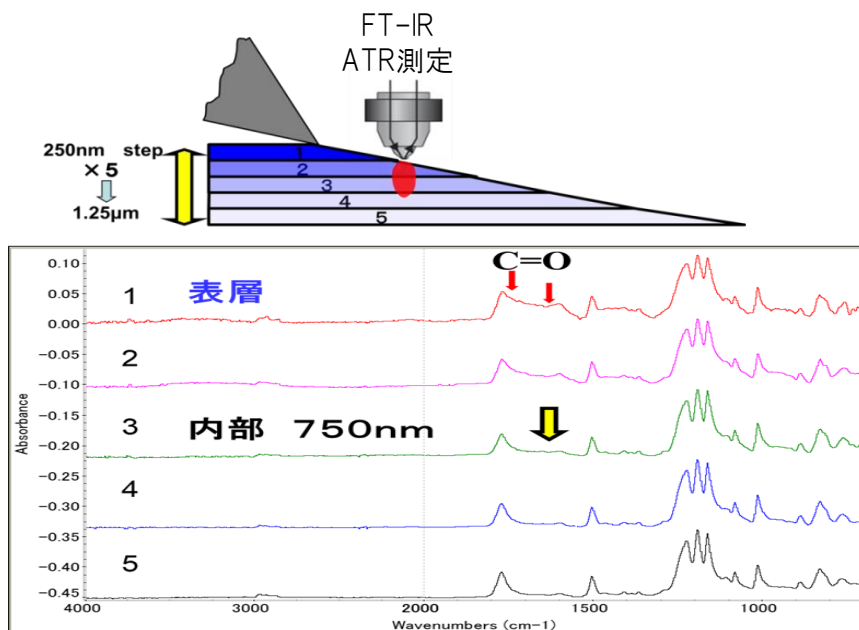 FT-IR
ATR測定
250nm step
×5
1.25μm
1
2
3
4
5
C=O
0.10
0.05
0.00
-0.05
-0.10
-0.15
-0.20
-0.25
-0.30
-0.35
-0.40
-0.45
Absorbance
1 表層
2
3 内部 750nm
4
5
4000 3000 2000 1500 1000
Wavenumbers (cm-1)